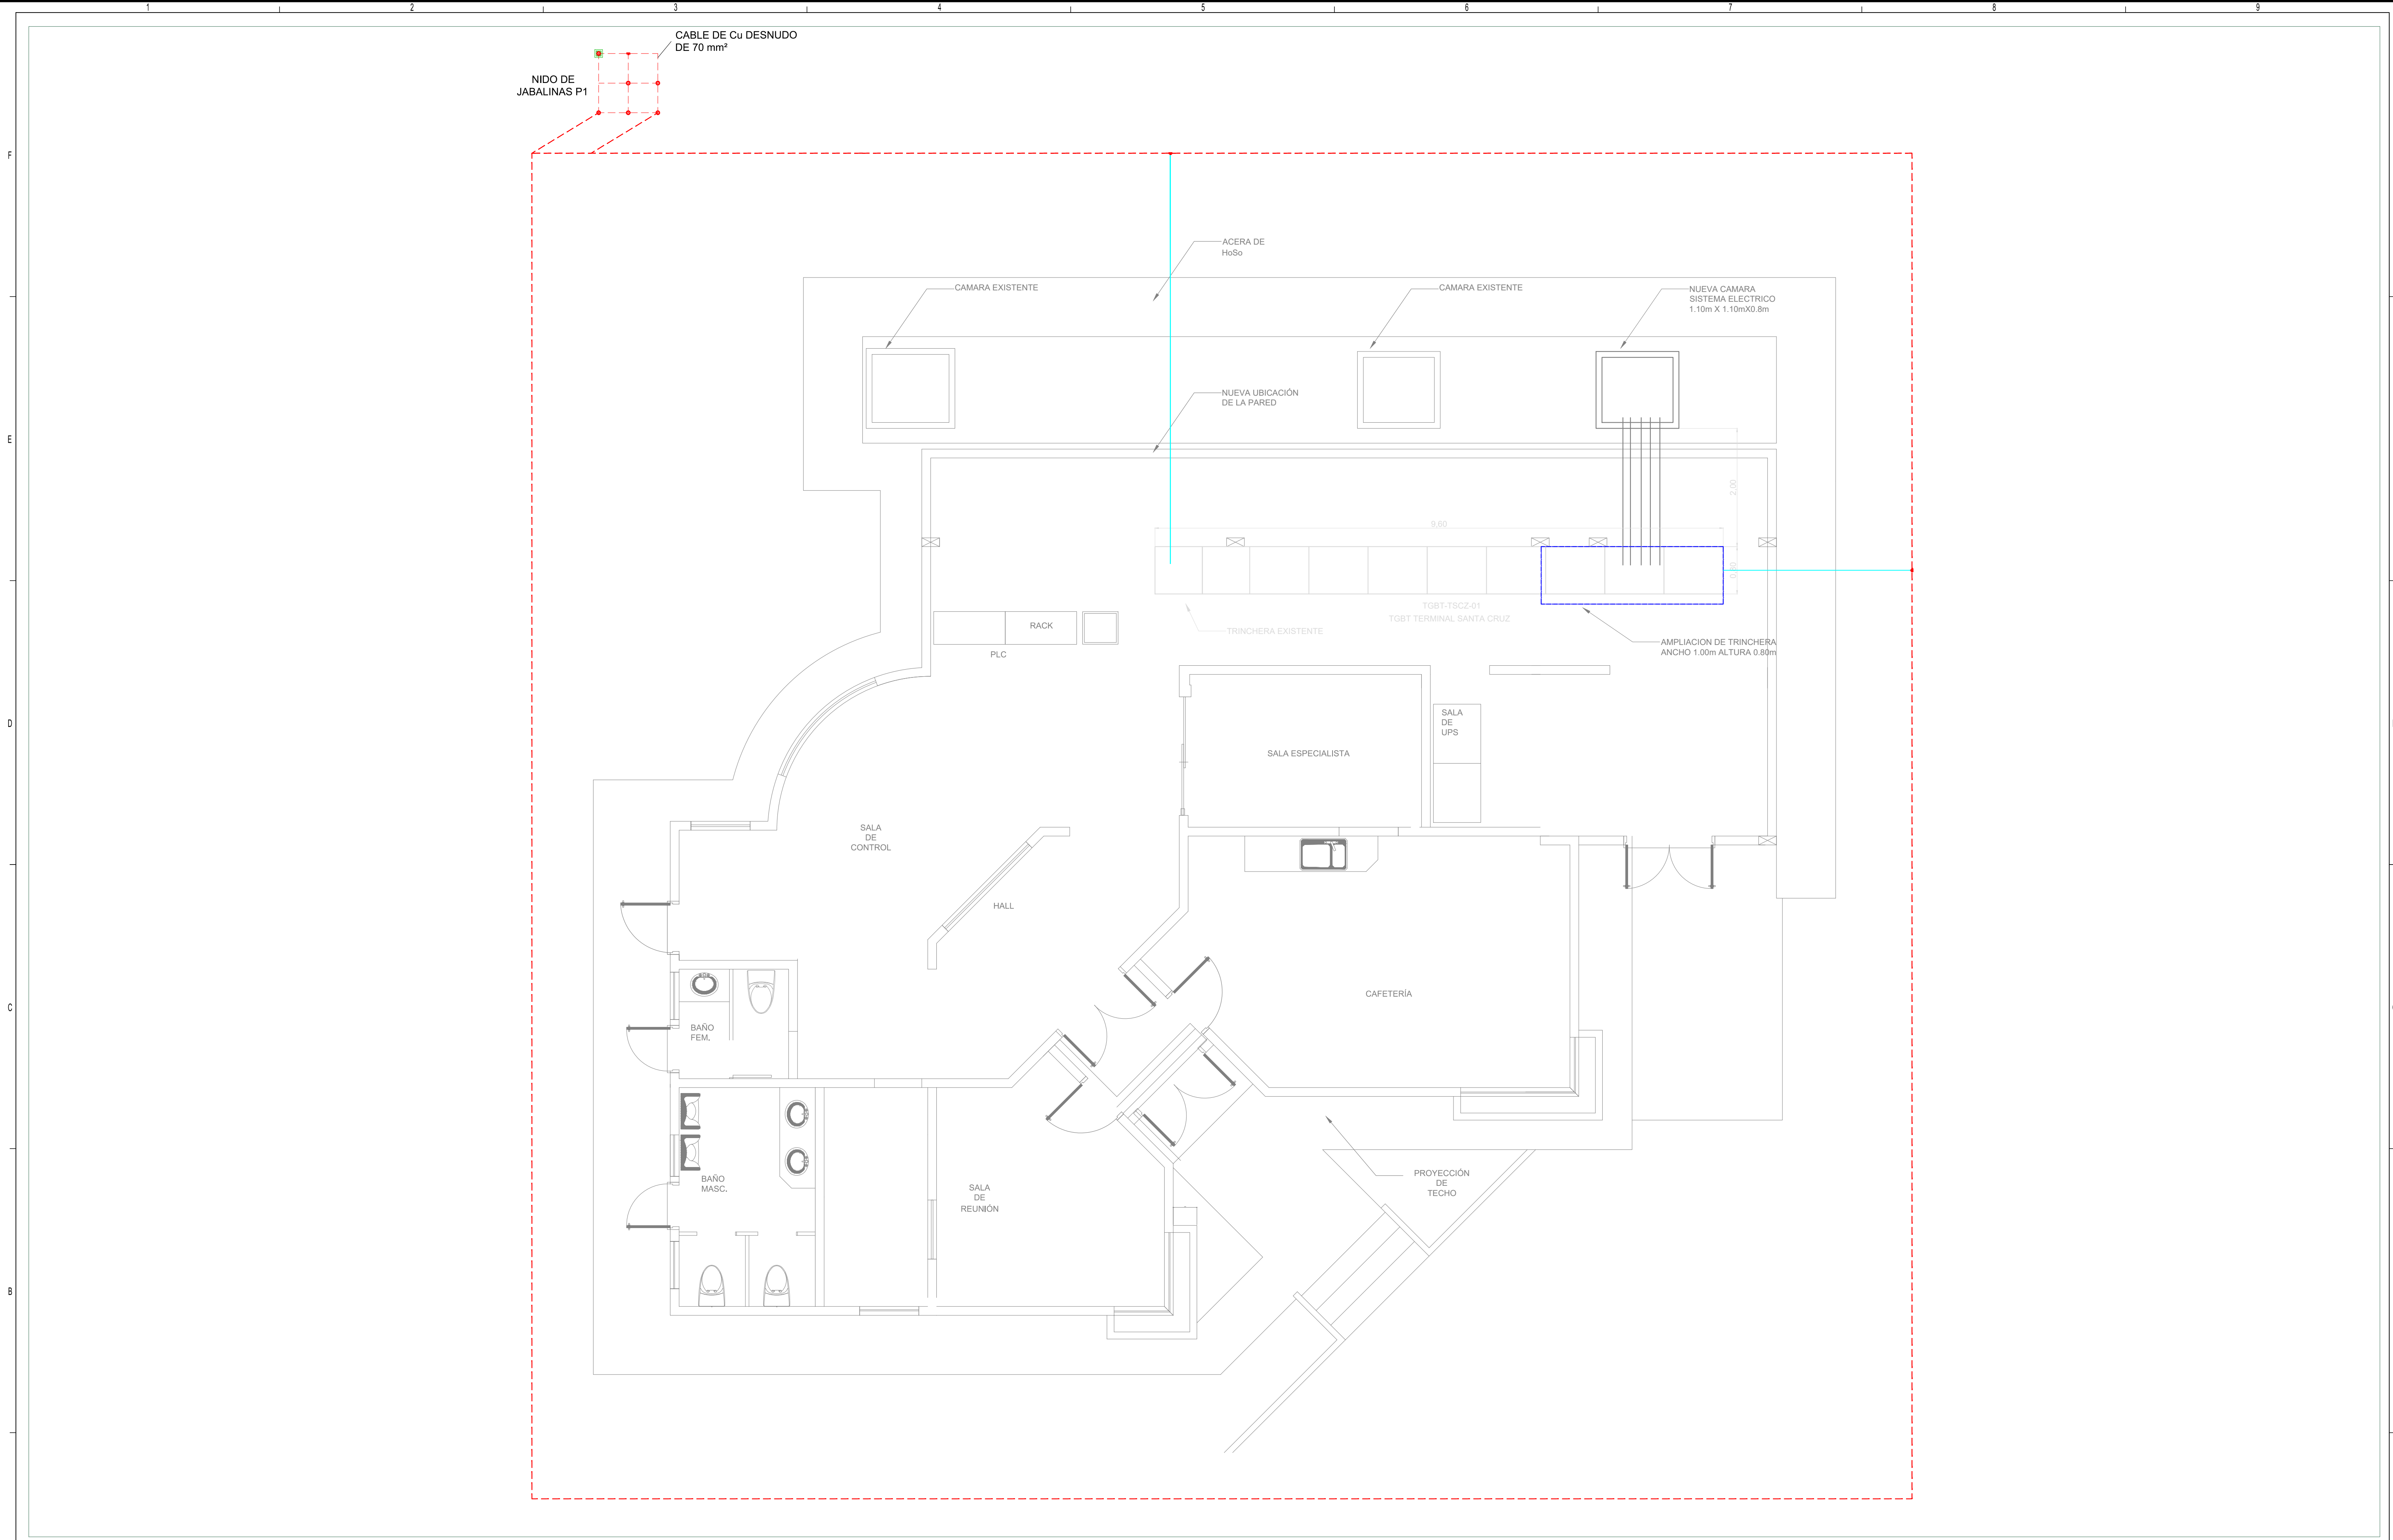 1 2 3 4 5 6 7 8 9
CABLE DE Cu DESNUDO
DE 70 mm²
NIDO DE
JABALINAS P1
F
ACERA DE
HoSo
CAMARA EXISTENTE
CAMARA EXISTENTE
NUEVA CAMARA
SISTEMA ELECTRICO
1.10m X 1.10mX0.8m
NUEVA UBICACIÓN
DE LA PARED
E
2.00
9.60
0.80
TGBT-TSCZ-01
TGBT TERMINAL SANTA CRUZ
TRINCHERA EXISTENTE
RACK
PLC
AMPLIACION DE TRINCHERA
ANCHO 1.00m ALTURA 0.80m
D
SALA
DE
UPS
SALA ESPECIALISTA
SALA
DE
CONTROL
HALL
CAFETERÍA
C
BAÑO
FEM.
BAÑO
MASC.
SALA
DE
REUNIÓN
PROYECCIÓN
DE
TECHO
B